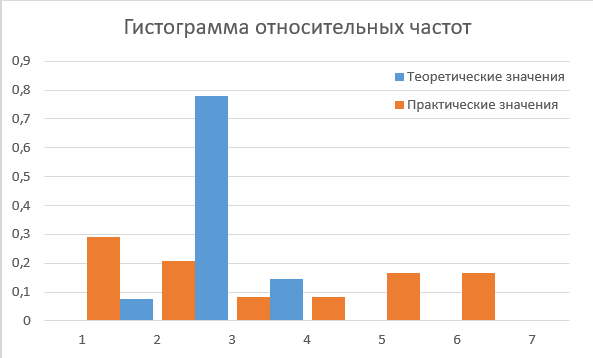 Гистограмма относительных частот
0,9
Теоретические значения
0,8
Практические значения
0,7
0,6
0,5
0,4
0,3
0,2
0,1
0
1 2 3 4 5 6 7